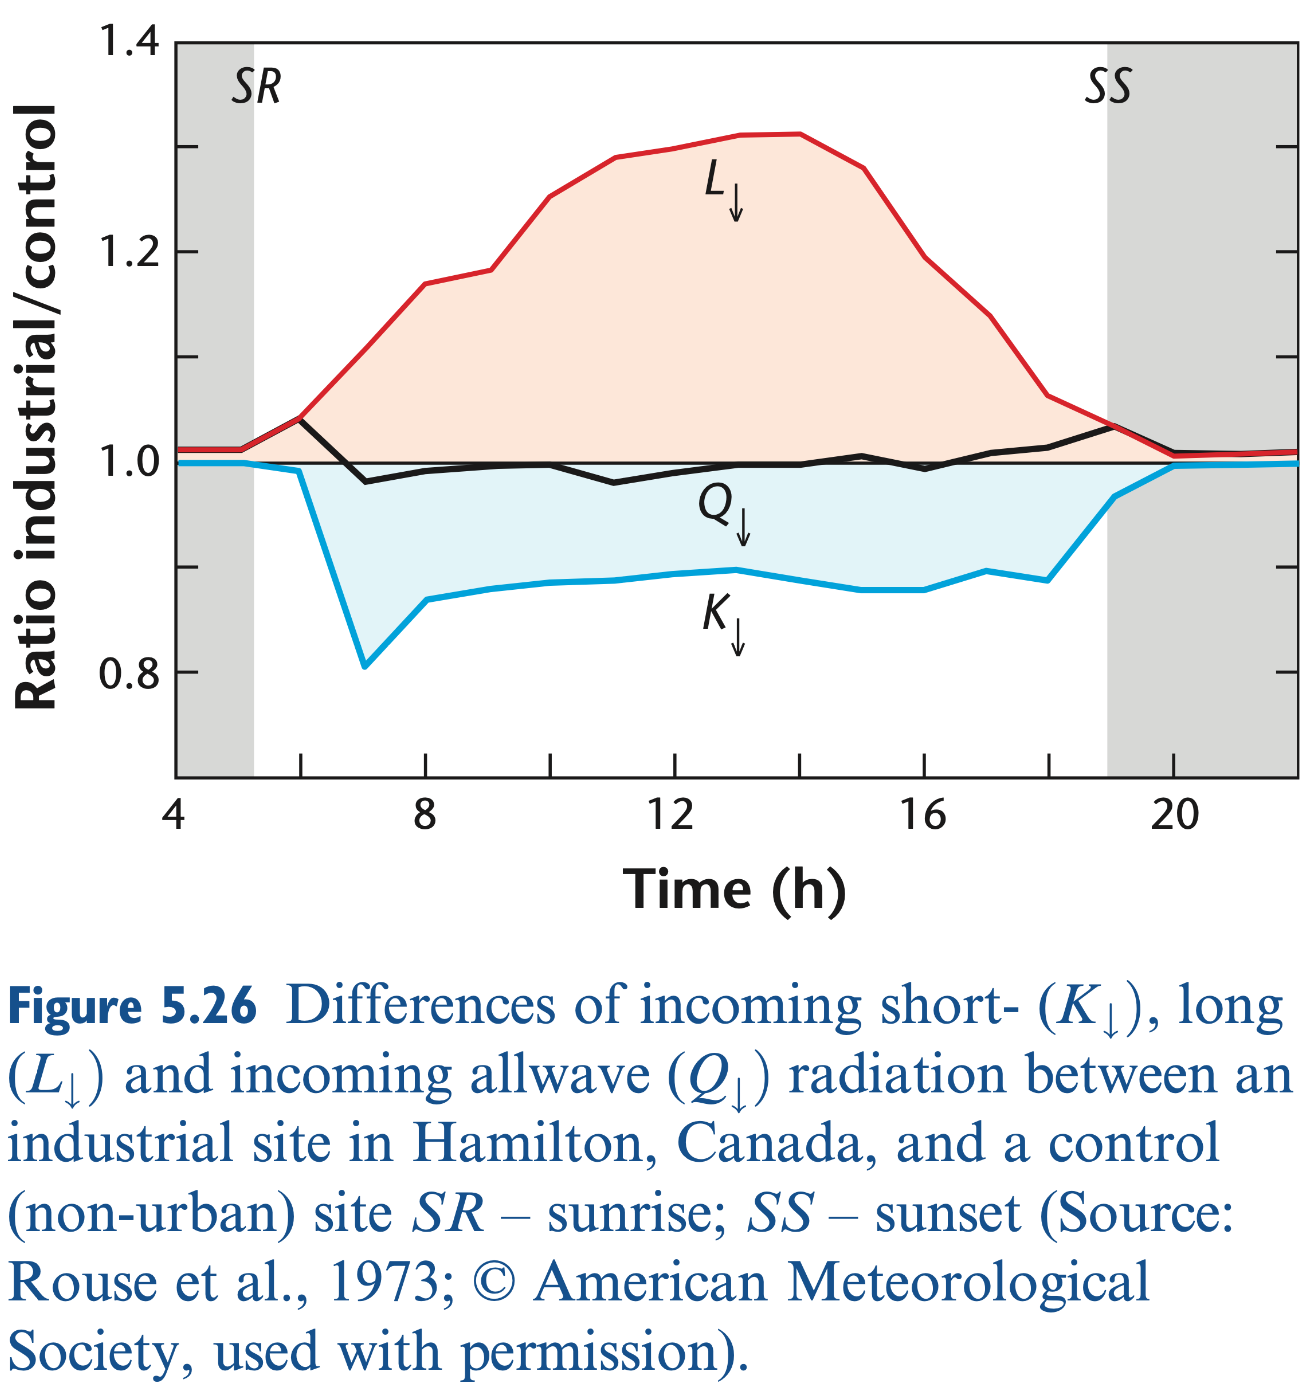 1.4
1.2
1.0
0.8
Ratio industrial/control
SR
SS
L↓
Q↓
K↓
4
8
12
16
20
Time (h)
Figure 5.26 Differences of incoming short- (K↓), long
(L↓) and incoming allwave (Q↓) radiation between an
industrial site in Hamilton, Canada, and a control
(non-urban) site SR – sunrise; SS – sunset (Source:
Rouse et al., 1973; © American Meteorological
Society, used with permission).